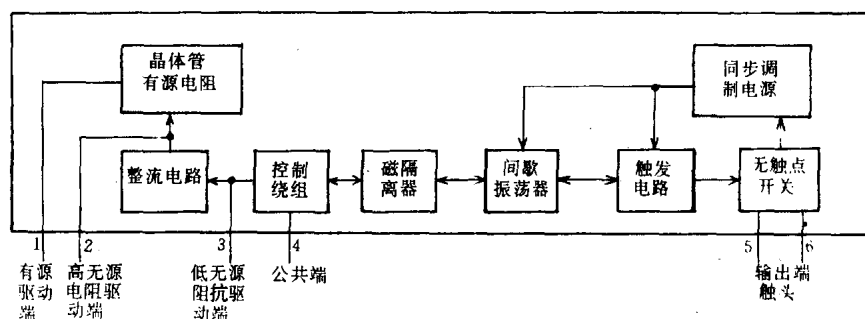 晶体管
有源电阻
同步调
制电源
整流电路
控制
绕组
磁隔
离器
间歇
振荡器
触发
电路
无触点
开关
1
2
3
4
5
6
有源
驱动
端
高无源
电阻驱
动端
低无源
阻抗驱
动端
公共端
输出端
触头